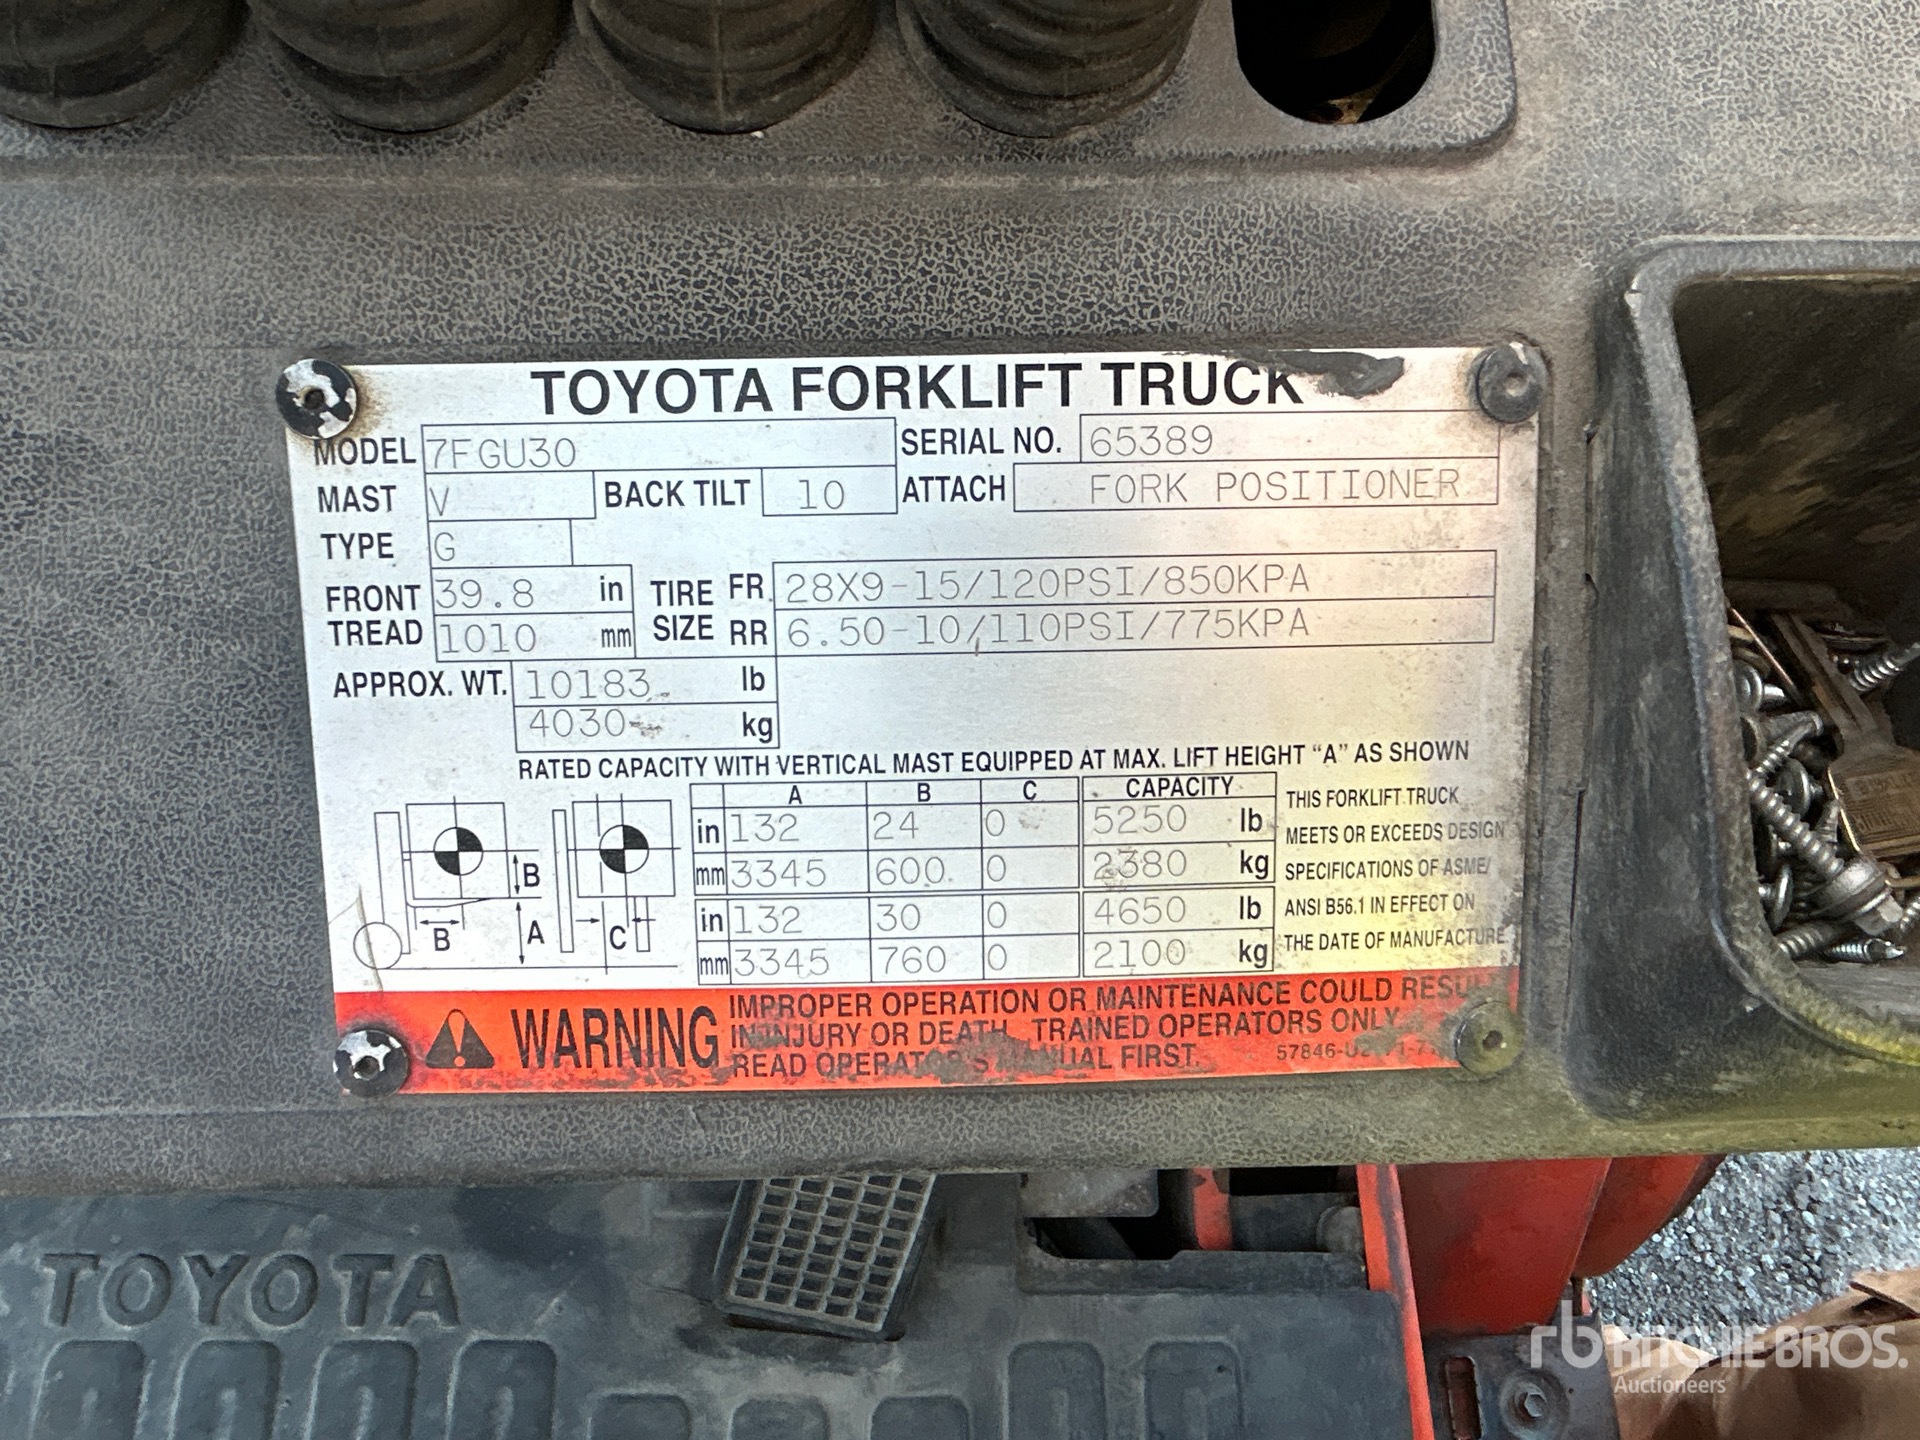 TOYOTA FORKLIFT TRUCK
MODEL 7FGU30 SERIAL NO. 65389
MAST V BACK TILT 10 ATTACH FORK POSITIONER
TYPE G
FRONT TREAD 39.8 in 1010 mm
TIRE SIZE FR 28X9-15/120PSI/850KPA
RR 6.50-10/110PSI/775KPA
APPROX. WT. 10183 lb
4030 kg
RATED CAPACITY WITH VERTICAL MAST EQUIPPED AT MAX. LIFT HEIGHT “A” AS SHOWN
A B C CAPACITY
in 132 24 0 5250 lb
mm 3345 600 0 2380 kg
in 132 30 0 4650 lb
mm 3345 760 0 2100 kg
B
B A C
THIS FORKLIFT TRUCK
MEETS OR EXCEEDS DESIGN
SPECIFICATIONS OF ASME/
ANSI B56.1 IN EFFECT ON
THE DATE OF MANUFACTURE
WARNING
IMPROPER OPERATION OR MAINTENANCE COULD RESULT
IN INJURY OR DEATH. TRAINED OPERATORS ONLY.
READ OPERATOR'S MANUAL FIRST.
TOYOTA
rb RITCHIE BROS.
Auctioneers